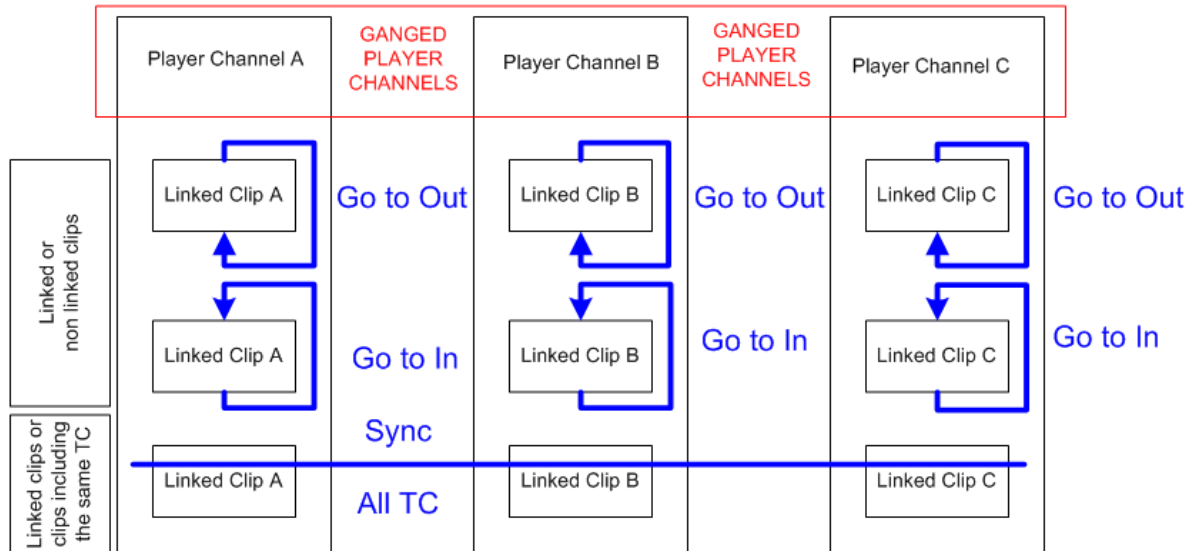 Player Channel A
GANGED
PLAYER
CHANNELS
Player Channel B
GANGED
PLAYER
CHANNELS
Player Channel C
Linked or
non linked clips
Linked Clip A
Go to Out
Linked Clip B
Go to Out
Linked Clip C
Go to Out
Linked Clip A
Go to In
Linked Clip B
Go to In
Linked Clip C
Go to In
Linked clips or
clips including
the same TC
Sync
Linked Clip A
All TC
Linked Clip B
Linked Clip C